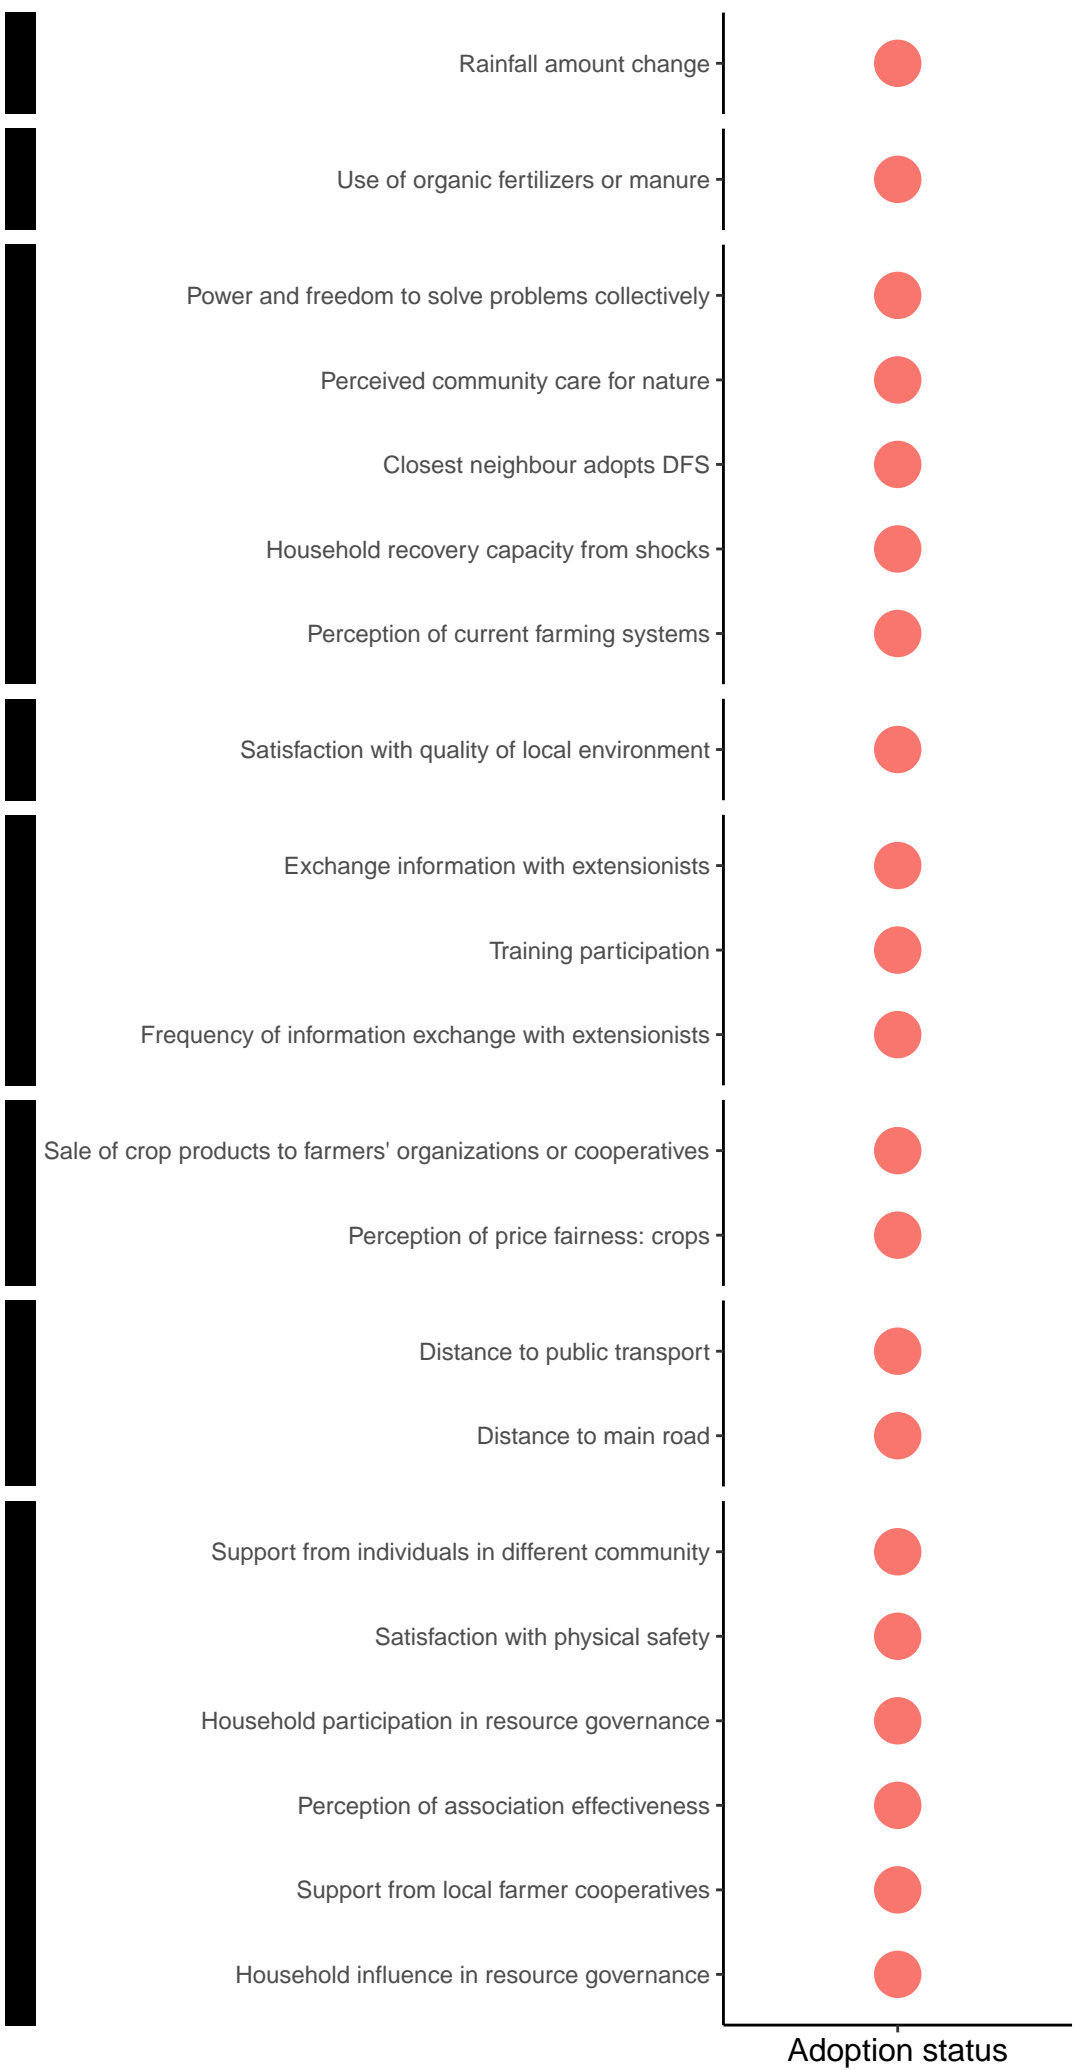 Rainfall amount change
Use of organic fertilizers or manure
Power and freedom to solve problems collectively
Perceived community care for nature
Closest neighbour adopts DFS
Household recovery capacity from shocks
Perception of current farming systems
Satisfaction with quality of local environment
Exchange information with extensionists
Training participation
Frequency of information exchange with extensionists
Sale of crop products to farmers' organizations or cooperatives
Perception of price fairness: crops
Distance to public transport
Distance to main road
Support from individuals in different community
Satisfaction with physical safety
Household participation in resource governance
Perception of association effectiveness
Support from local farmer cooperatives
Household influence in resource governance
Adoption status